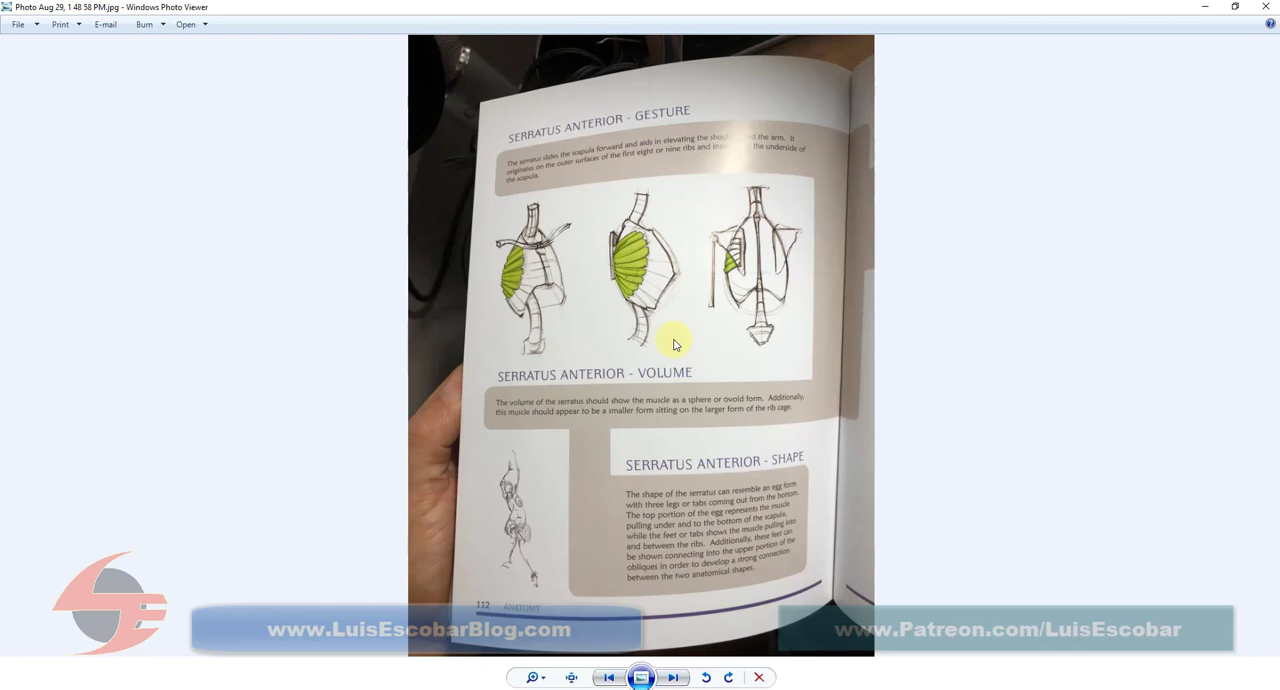 Photo Aug 29, 1 48 58 PM.jpg - Windows Photo Viewer
File Print E-mail Burn Open
SERRATUS ANTERIOR - GESTURE
The serratus slides the scapula forward and aids in elevating the the arm. It
originates on the outer surfaces of the first eight or nine ribs and the underside of
the scapula.
SERRATUS ANTERIOR - VOLUME
The volume of the serratus should show the muscle as a sphere or ovoid form. Additionally,
this muscle should appear to be a smaller form sitting on the larger form of the rib cage.
SERRATUS ANTERIOR - SHAPE
The shape of the serratus can resemble an egg form
with three legs or tabs coming out from the bottom.
The top portion of the egg represents the muscle
pulling under and to the bottom of the scapula,
while the feet or tabs shows the muscle pulling into
and between the ribs. Additionally, these feet can
be shown connecting into the upper portion of the
obliques in order to develop a strong connection
between the two anatomical shapes.
112 ANATOMY
www.LuisEscobarBlog.com
www.Patreon.com/LuisEscobar